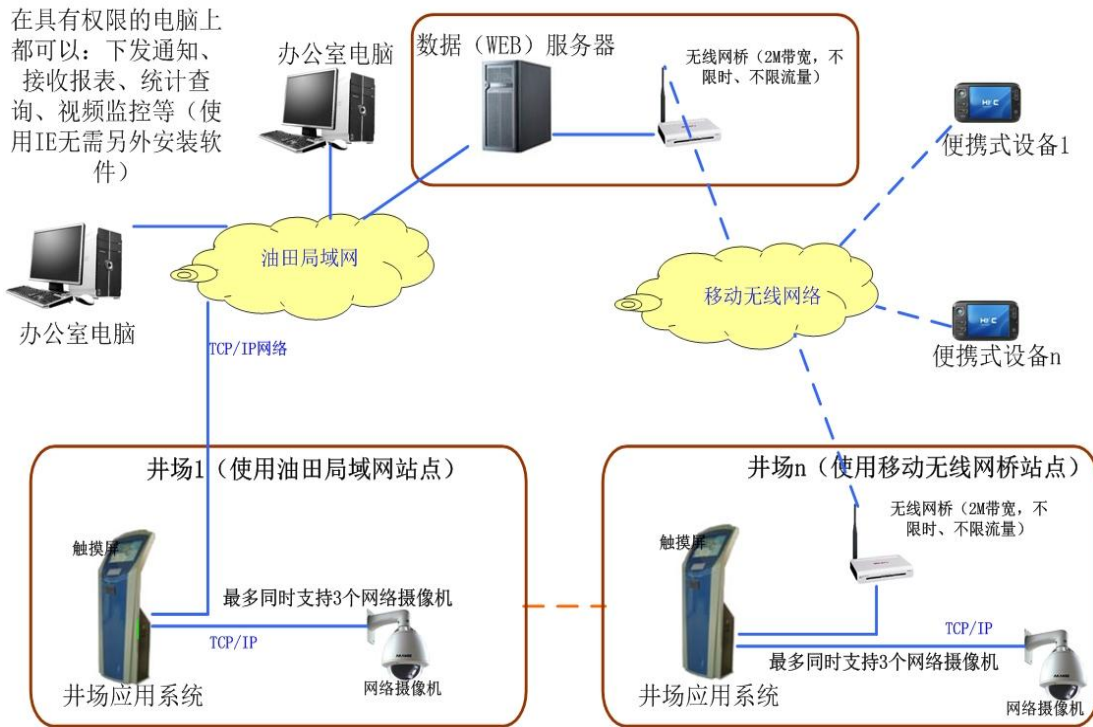 在具有权限的电脑上
都可以：下发通知、
接收报表、统计查
询、视频监控等（使
用IE无需另外安装软
件）
办公室电脑
数据（WEB）服务器
无线网桥（2M带宽，不
限时、不限流量）
便携式设备1
油田局域网
移动无线网络
办公室电脑
便携式设备n
TCP/IP网络
井场1（使用油田局域网站点）
触摸屏
最多同时支持3个网络摄像机
TCP/IP
网络摄像机
井场应用系统
井场n（使用移动无线网桥站点）
无线网桥（2M带宽，不
限时、不限流量）
触摸屏
TCP/IP
最多同时支持3个网络摄像机
井场应用系统
网络摄像机